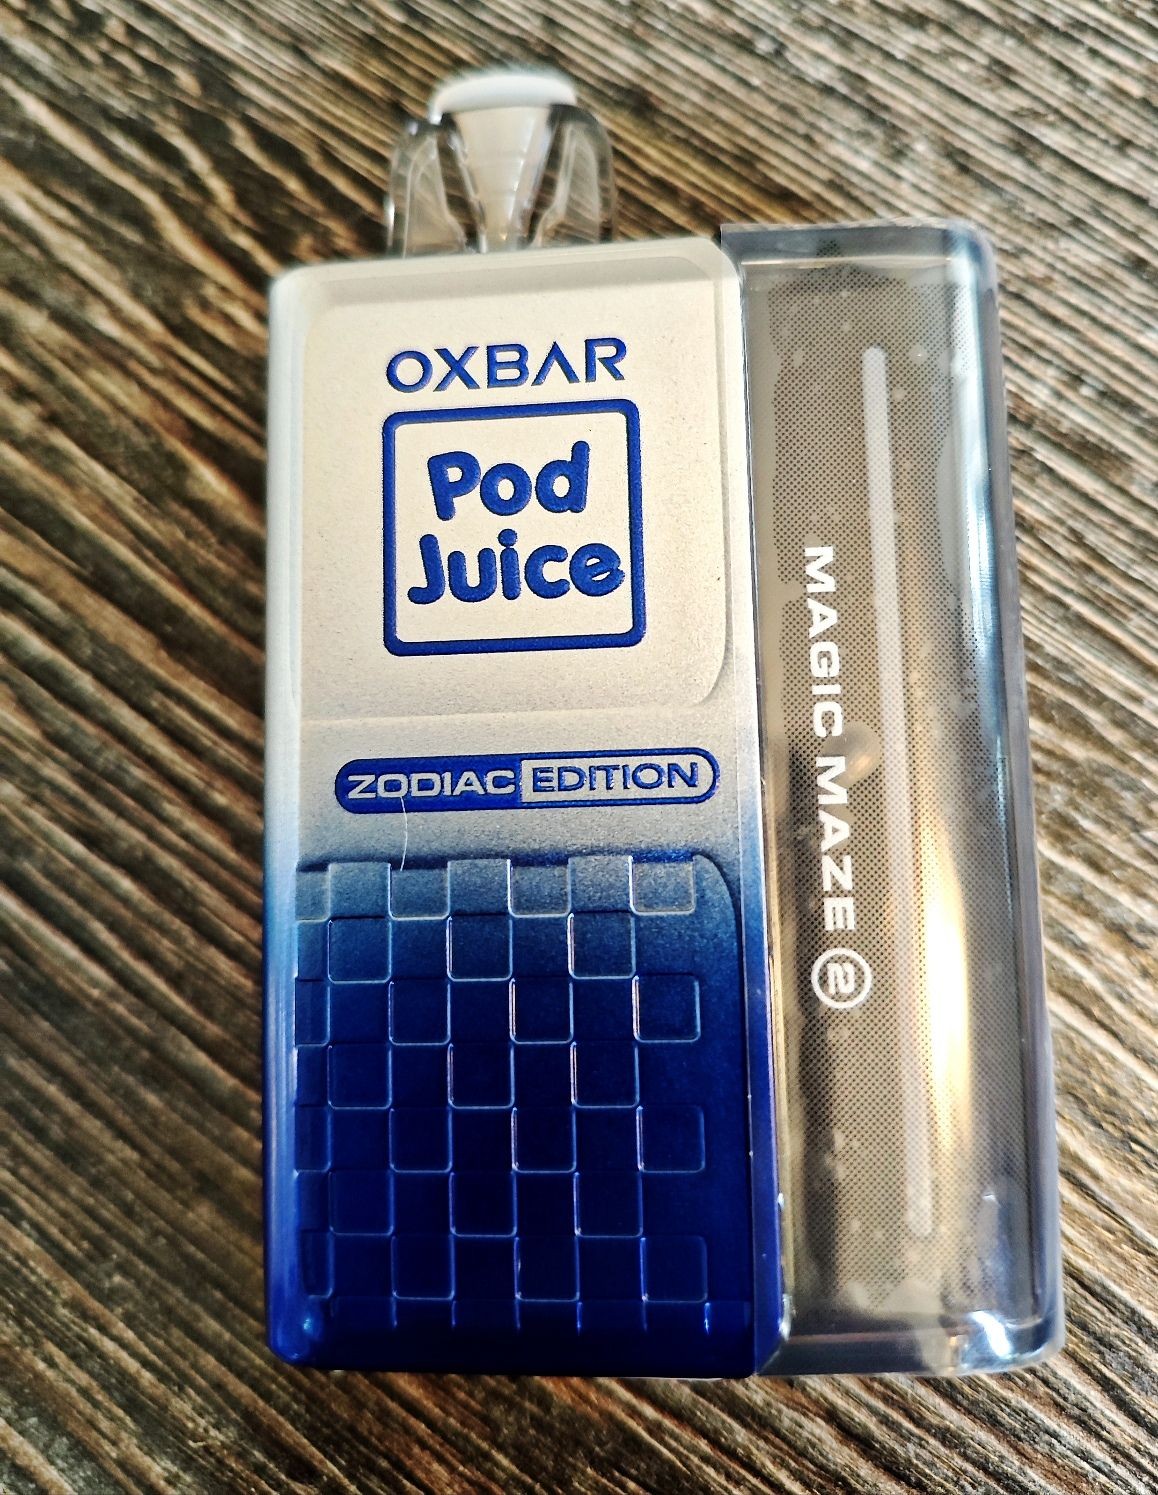 OXBAR
Pod
Juice
ZODIAC EDITION
MAGIC MAZE 2